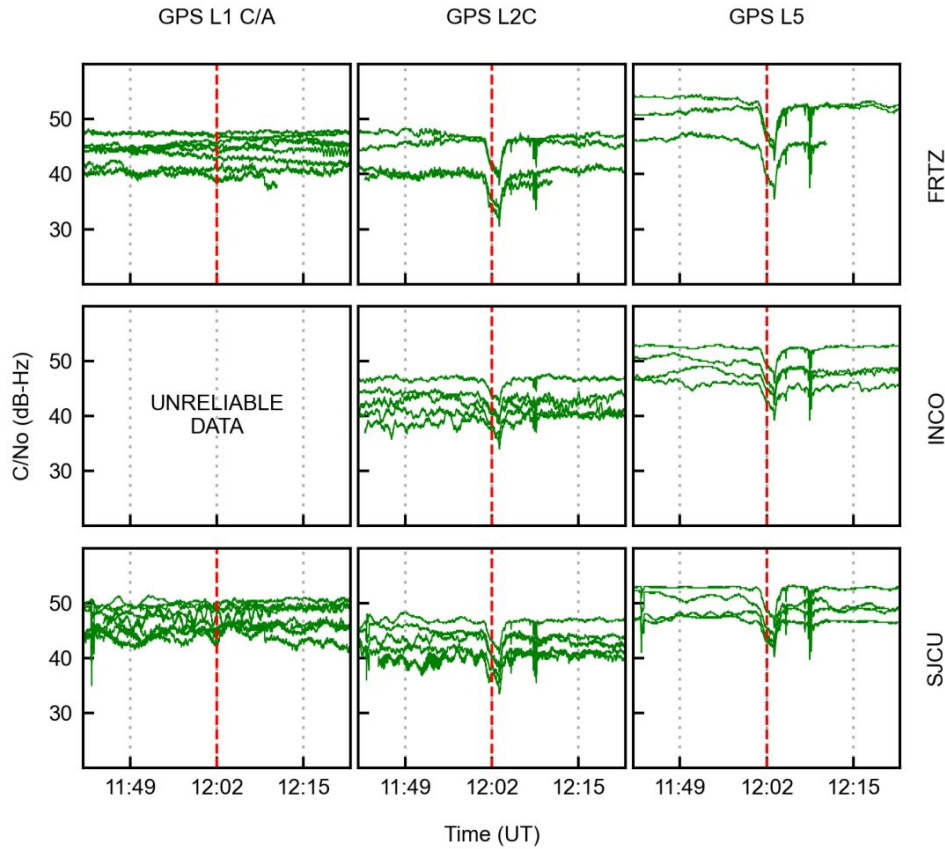 GPS L1 C/A GPS L2C GPS L5
50
40
30
FRTZ
C/No (dB-Hz)
50
40
30
UNRELIABLE
DATA
INCO
50
40
30
SJCU
11:49 12:02 12:15 11:49 12:02 12:15 11:49 12:02 12:15
Time (UT)